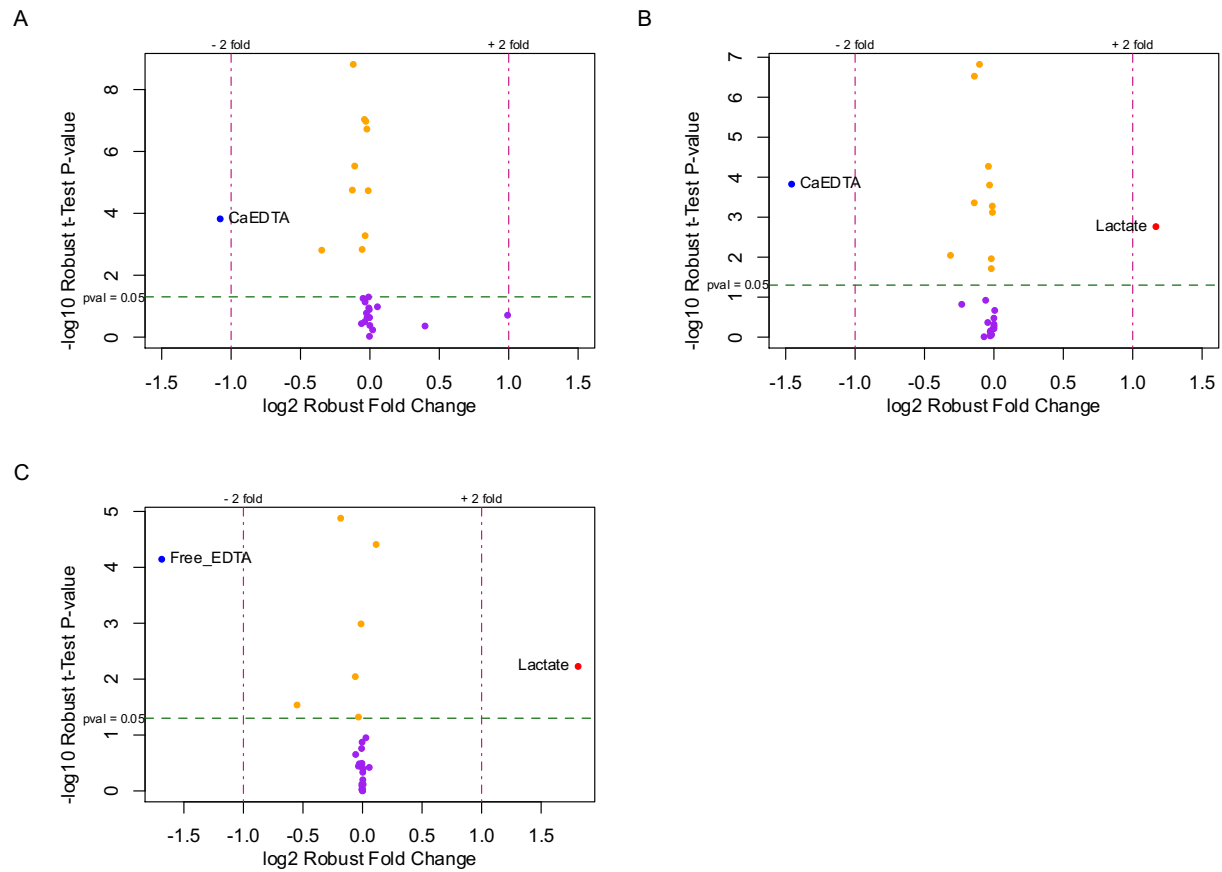 A
- 2 fold
+ 2 fold
8
6
4
2
0
-log10 Robust t-Test P-value
CaEDTA
pval = 0.05
-1.5 -1.0 -0.5 0.0 0.5 1.0 1.5
log2 Robust Fold Change
B
- 2 fold
+ 2 fold
7
6
5
4
3
2
1
0
-log10 Robust t-Test P-value
CaEDTA
Lactate
pval = 0.05
-1.5 -1.0 -0.5 0.0 0.5 1.0 1.5
log2 Robust Fold Change
C
- 2 fold
+ 2 fold
5
4
3
2
1
0
-log10 Robust t-Test P-value
Free_EDTA
Lactate
pval = 0.05
-1.5 -1.0 -0.5 0.0 0.5 1.0 1.5
log2 Robust Fold Change